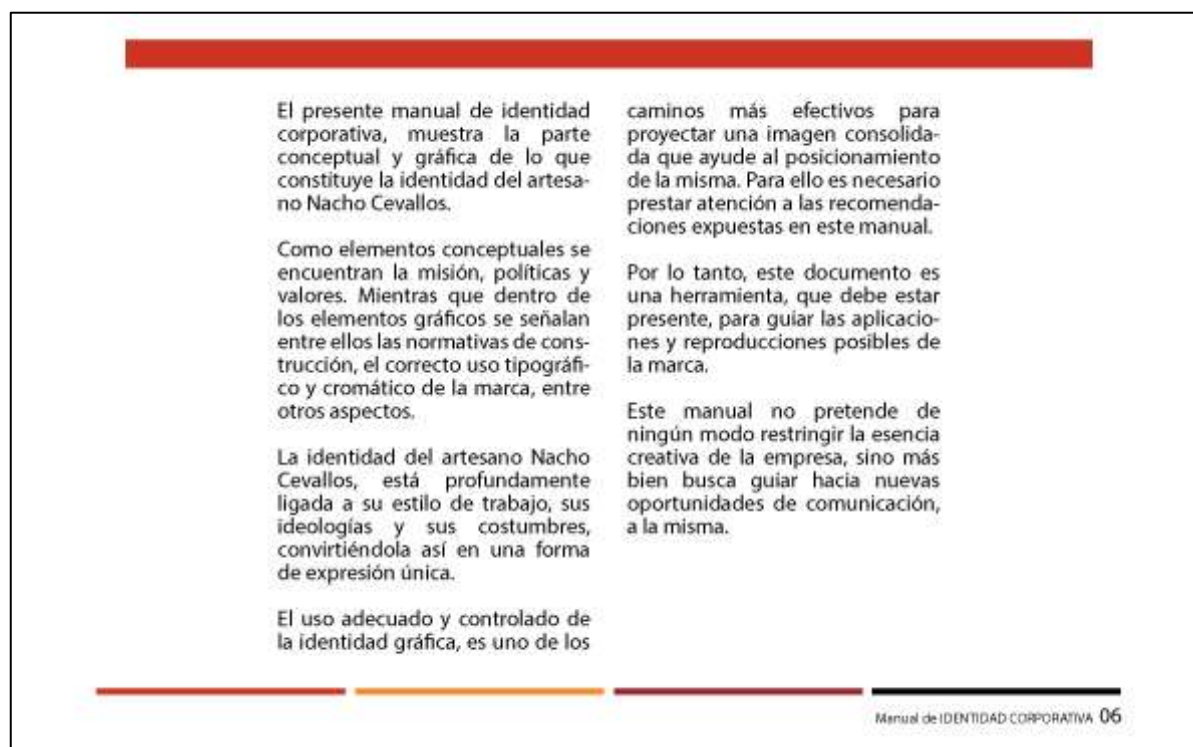 El presente manual de identidad
corporativa, muestra la parte
conceptual y gráfica de lo que
constituye la identidad del artesa-
no Nacho Cevallos.
Como elementos conceptuales se
encuentran la misión, políticas y
valores. Mientras que dentro de
los elementos gráficos se señalan
entre ellos las normativas de cons-
trucción, el correcto uso tipográfi-
co y cromático de la marca, entre
otros aspectos.
La identidad del artesano Nacho
Cevallos, está profundamente
ligada a su estilo de trabajo, sus
ideologías y sus costumbres,
convirtiéndola así en una forma
de expresión única.
El uso adecuado y controlado de
la identidad gráfica, es uno de los
caminos más efectivos para
proyectar una imagen consolida-
da que ayude al posicionamiento
de la misma. Para ello es necesario
prestar atención a las recomenda-
ciones expuestas en este manual.
Por lo tanto, este documento es
una herramienta, que debe estar
presente, para guiar las aplicacio-
nes y reproducciones posibles de
la marca.
Este manual no pretende de
ningún modo restringir la esencia
creativa de la empresa, sino más
bien busca guiar hacia nuevas
oportunidades de comunicación,
a la misma.
Manual de IDENTIDAD CORPORATIVA 06